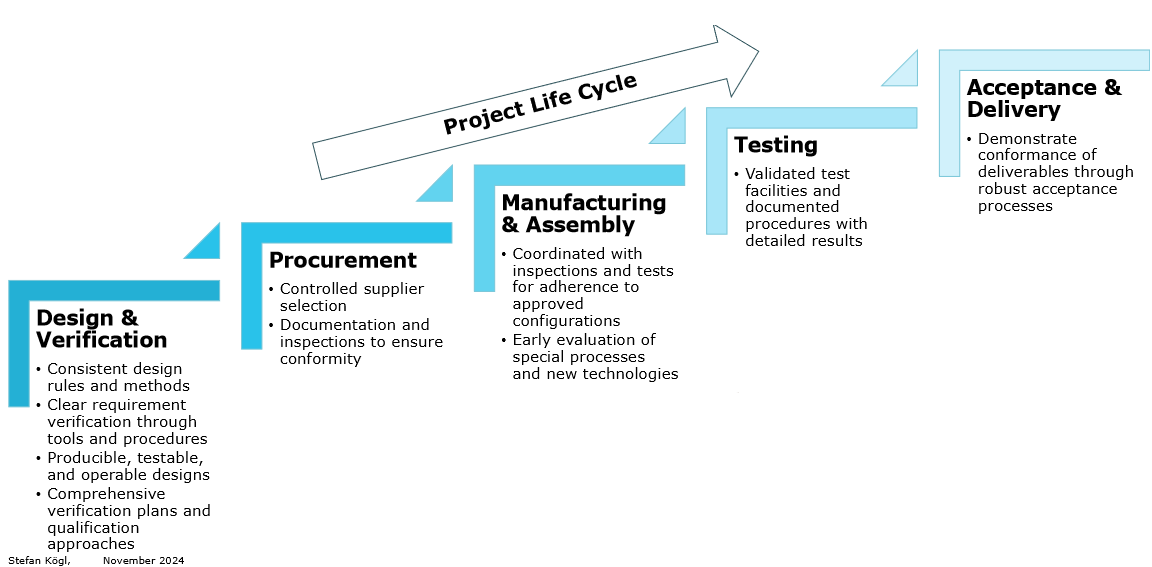 Project Life Cycle
Design &
Verification
• Consistent design
rules and methods
• Clear requirement
verification through
tools and procedures
• Producible, testable,
and operable designs
• Comprehensive
verification plans and
qualification
approaches
Procurement
• Controlled supplier
selection
• Documentation and
inspections to ensure
conformity
Manufacturing
& Assembly
• Coordinated with
inspections and tests
for adherence to
approved
configurations
• Early evaluation of
special processes
and new technologies
Testing
• Validated test
facilities and
documented
procedures with
detailed results
Acceptance &
Delivery
• Demonstrate
conformance of
deliverables through
robust acceptance
processes
Stefan Kögl, November 2024